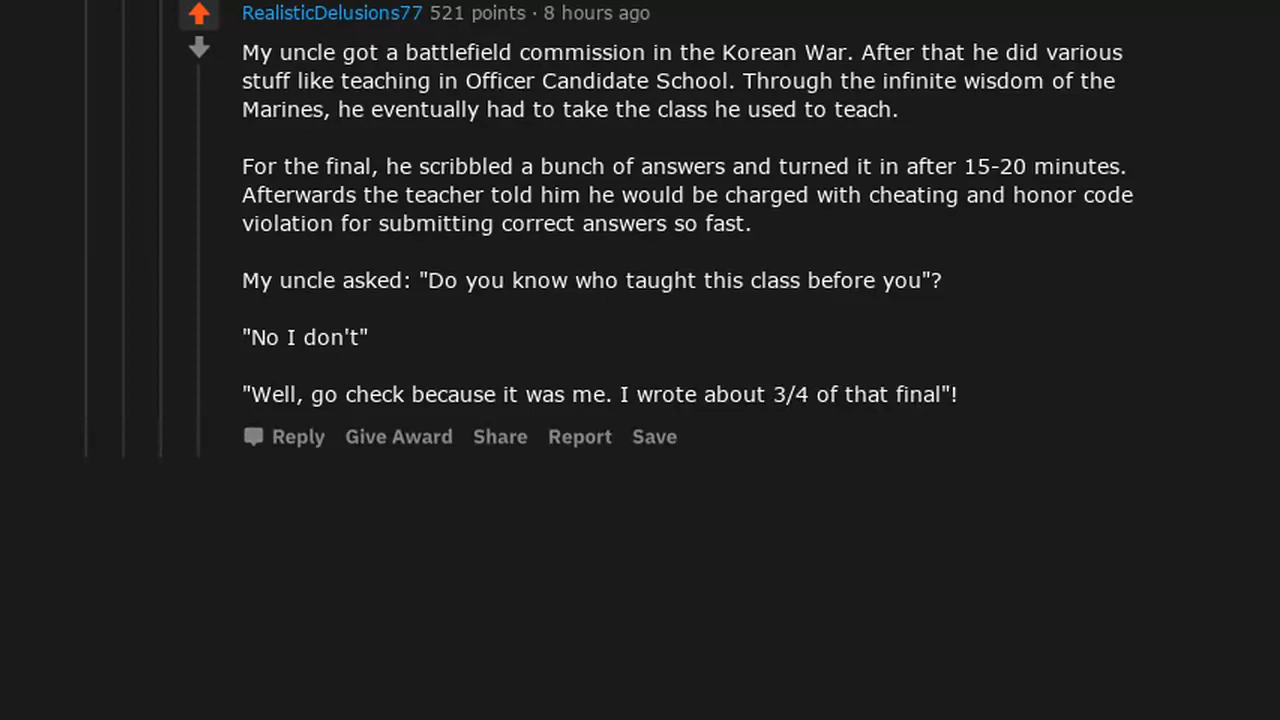 RealisticDelusions77 521 points · 8 hours ago
My uncle got a battlefield commission in the Korean War. After that he did various
stuff like teaching in Officer Candidate School. Through the infinite wisdom of the
Marines, he eventually had to take the class he used to teach.
For the final, he scribbled a bunch of answers and turned it in after 15-20 minutes.
Afterwards the teacher told him he would be charged with cheating and honor code
violation for submitting correct answers so fast.
My uncle asked: "Do you know who taught this class before you"?
"No I don't"
"Well, go check because it was me. I wrote about 3/4 of that final"!
Reply Give Award Share Report Save